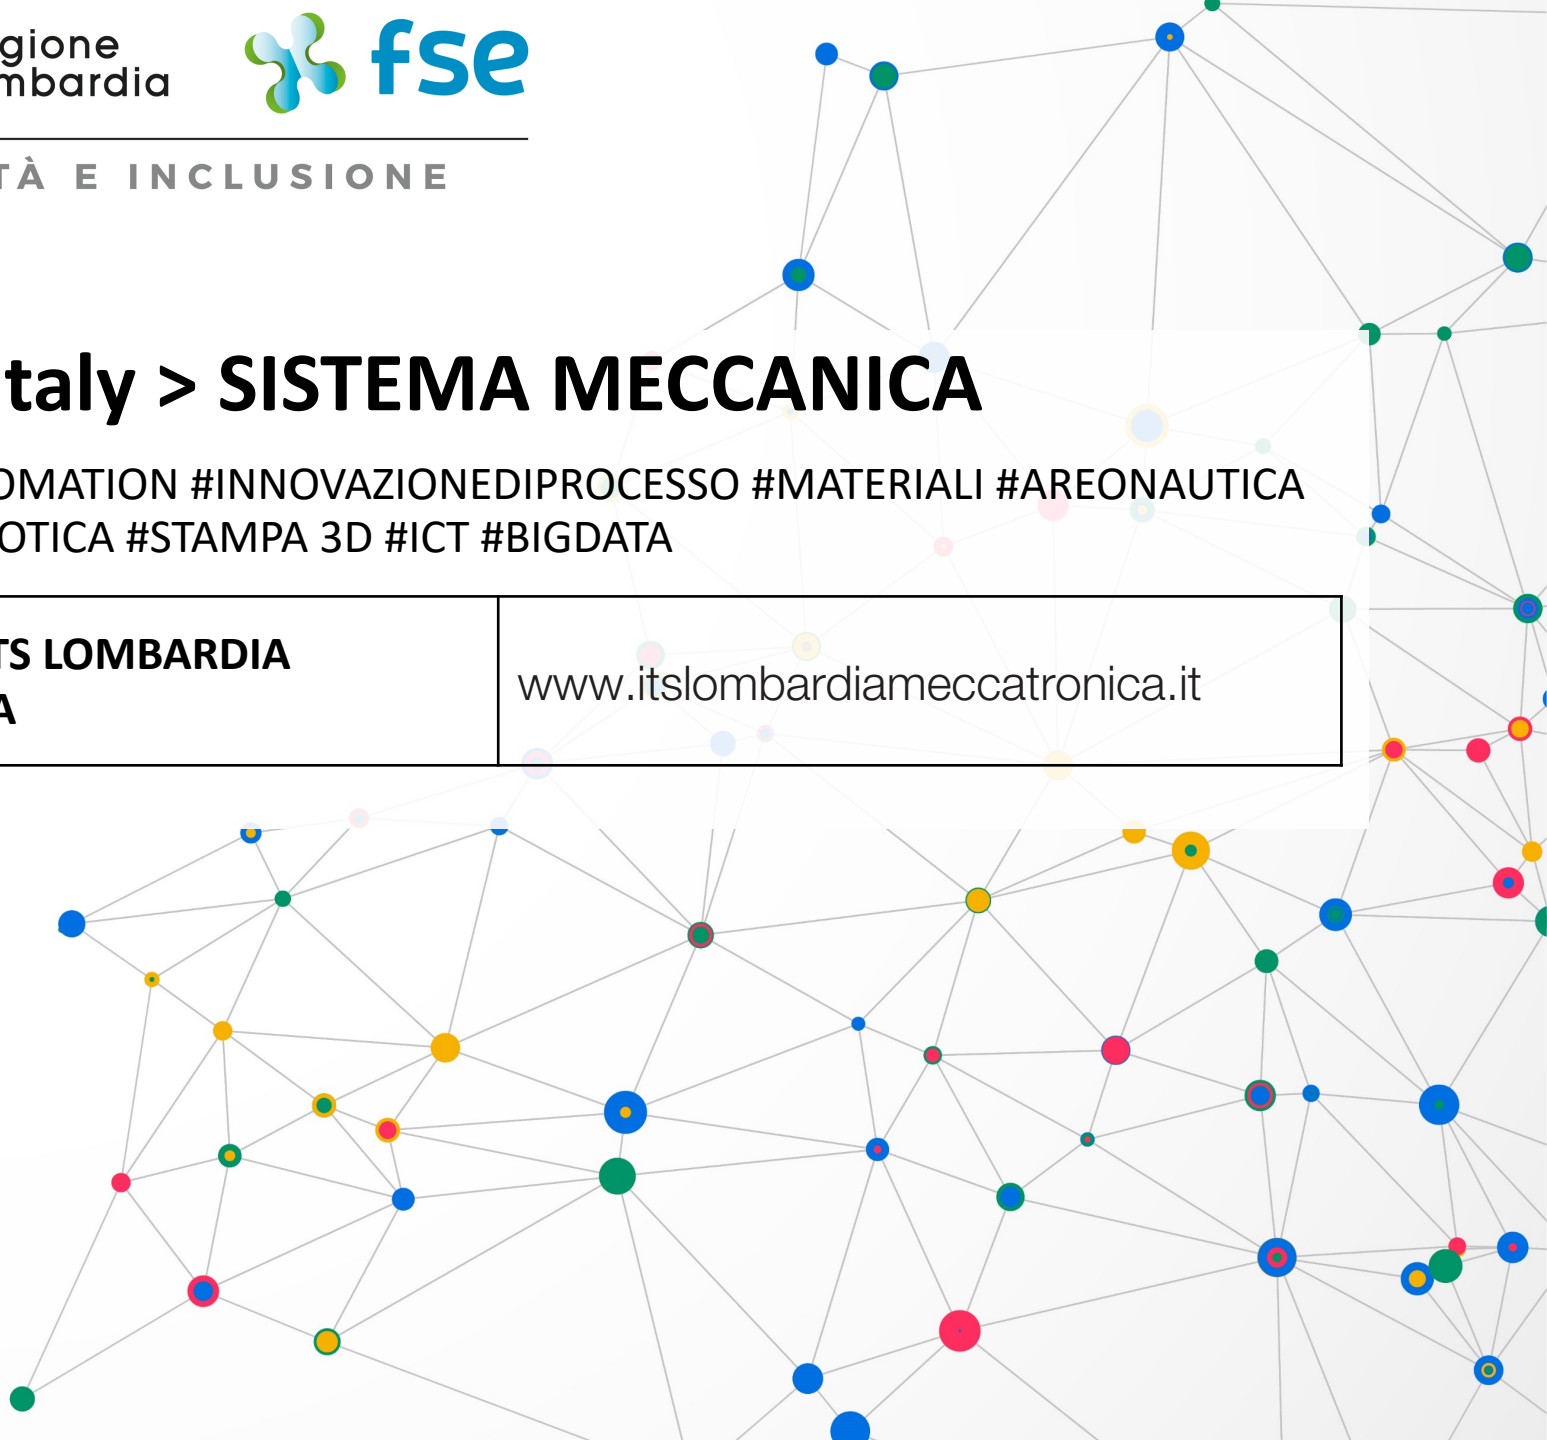 gione
mbardia
fse
TÀ E INCLUSIONE
taly > SISTEMA MECCANICA
OMATION #INNOVAZIONEDIPROCESSO #MATERIALI #AREONAUTICA
OTICA #STAMPA 3D #ICT #BIGDATA
TS LOMBARDIA
A
www.itslombardiameccatronica.it